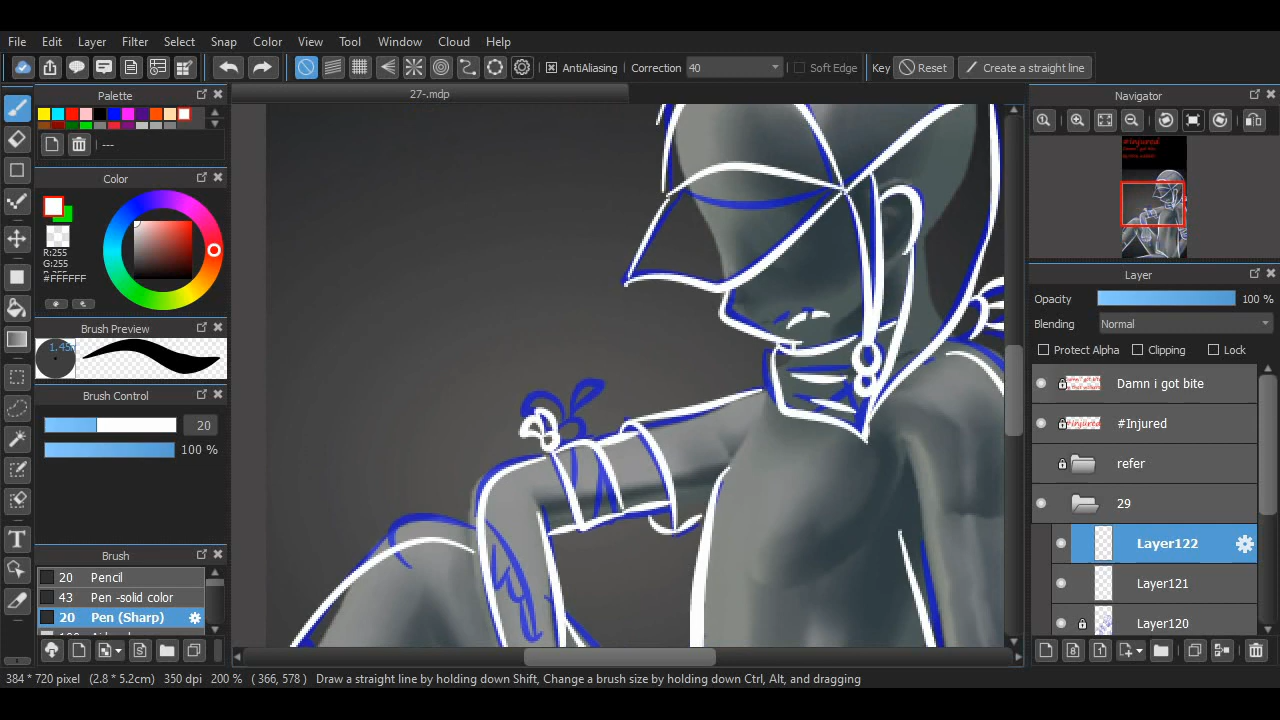 File Edit Layer Filter Select Snap Color View Tool Window Cloud Help
AntiAliasing Correction 40 Soft Edge Key Reset Create a straight line
Palette
27-.mdp
Navigator
---
Color
R:255
G:255
#FFFFFF
#Injured
Layer
Opacity 100 %
Blending Normal
Protect Alpha Clipping Lock
Brush Preview
1.45
Brush Control
20
100 %
Damn i got bite
#Injured
refer
29
Layer122
Layer121
Layer120
Brush
20 Pencil
43 Pen -solid color
20 Pen (Sharp)
384 * 720 pixel (2.8 * 5.2cm) 350 dpi 200 % ( 366, 578 ) Draw a straight line by holding down Shift, Change a brush size by holding down Ctrl, Alt, and dragging